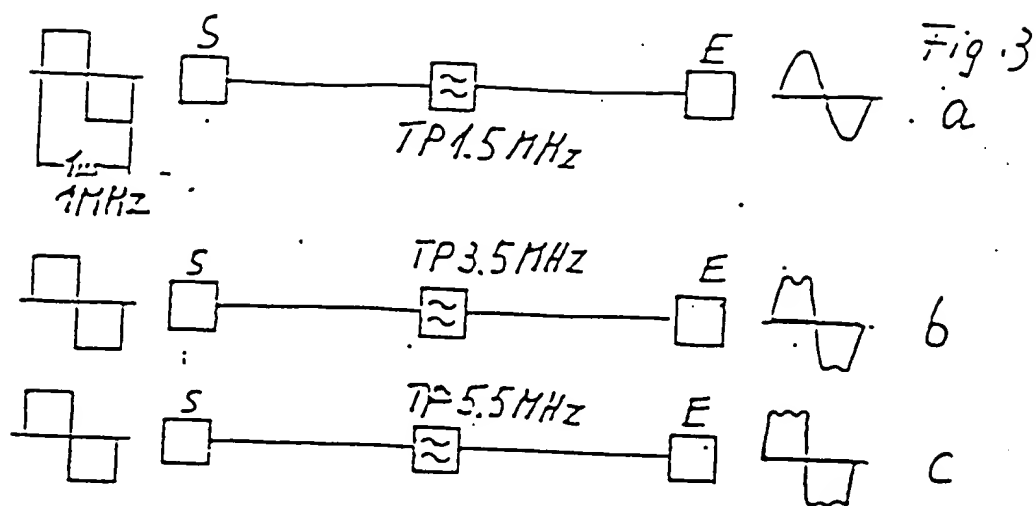 S E Fig.3
a
TP1.5MHz
1MHz
S TP3.5MHz E
b
S TP5.5MHz E
c